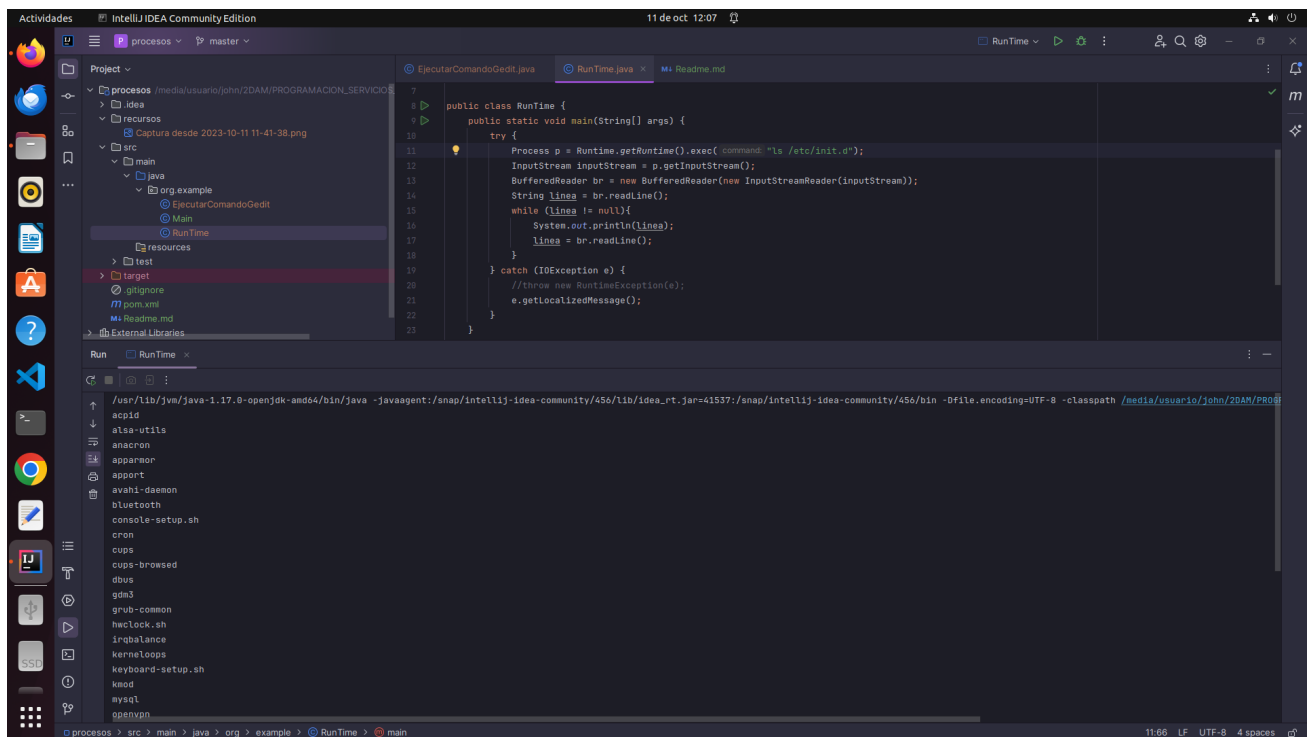 Actividades IntelliJ IDEA Community Edition 11 de oct 12:07
P procesos master RunTime
Project
EjecutarComandoGedit.java RunTime.java Readme.md
procesos /media/usuario/john/2DAM/PROGRAMACION_SERVICIOS
.idea
recursos
Captura desde 2023-10-11 11-41-38.png
src
main
java
org.example
EjecutarComandoGedit
Main
RunTime
resources
test
target
.gitignore
pom.xml
Readme.md
External Libraries
7
8 public class RunTime {
9 public static void main(String[] args) {
10 try {
11 Process p = Runtime.getRuntime().exec( command: "ls /etc/init.d");
12 InputStream inputStream = p.getInputStream();
13 BufferedReader br = new BufferedReader(new InputStreamReader(inputStream));
14 String linea = br.readLine();
15 while (linea != null){
16 System.out.println(linea);
17 linea = br.readLine();
18 }
19 } catch (IOException e) {
20 //throw new RuntimeException(e);
21 e.getLocalizedMessage();
22 }
23 }
Run RunTime
/usr/lib/jvm/java-1.17.0-openjdk-amd64/bin/java -javaagent:/snap/intellij-idea-community/456/lib/idea_rt.jar=41537:/snap/intellij-idea-community/456/bin -Dfile.encoding=UTF-8 -classpath /media/usuario/john/2DAM/PROG
acpid
alsa-utils
anacron
apparmor
apport
avahi-daemon
bluetooth
console-setup.sh
cron
cups
cups-browsed
dbus
gdm3
grub-common
hwclock.sh
irqbalance
kerneloops
keyboard-setup.sh
kmod
mysql
openvpn
SSD
procesos > src > main > java > org > example > RunTime > main 11:66 LF UTF-8 4 spaces